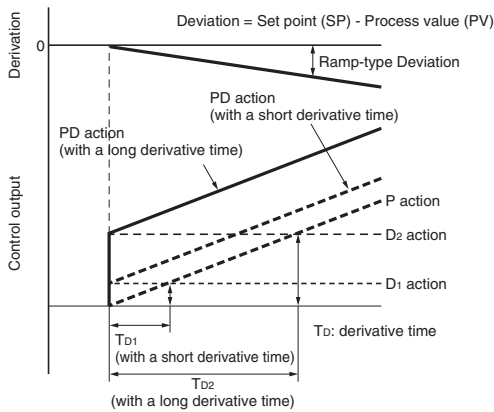 Deviation = Set point (SP) - Process value (PV)
Derivation
0
Ramp-type Deviation
PD action
(with a short derivative time)
PD action
(with a long derivative time)
Control output
P action
D2 action
D1 action
TD: derivative time
TD1
(with a short derivative time)
TD2
(with a long derivative time)